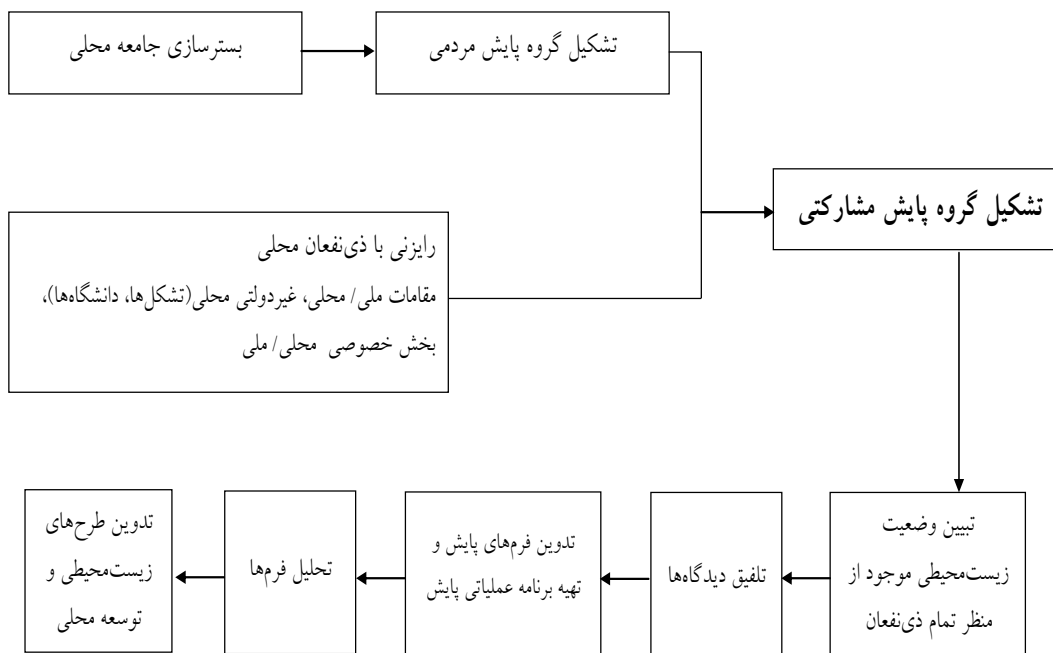 بسترسازی جامعه محلی
تشکیل گروه پایش مردمی
رایزنی با ذی‌نفعان محلی
مقامات ملی/ محلی، غیردولتی محلی(تشکل‌ها، دانشگاه‌ها)،
بخش خصوصی محلی/ ملی
تشکیل گروه پایش مشارکتی
تبیین وضعیت
زیست‌محیطی موجود از
منظر تمام ذی‌نفعان
تلفیق دیدگاه‌ها
تدوین فرم‌های پایش و
تهیه برنامه عملیاتی پایش
تحلیل فرم‌ها
تدوین طرح‌های
زیست‌محیطی و
توسعه محلی